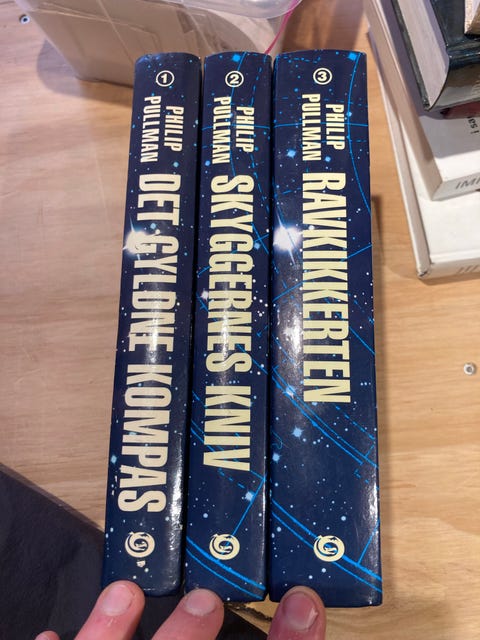 1
PHILIP
PULLMAN
DET GYLDNE KOMPAS
2
PHILIP
PULLMAN
SKYGGERNES KNIV
3
PHILIP
PULLMAN
RAVKIKKERTEN